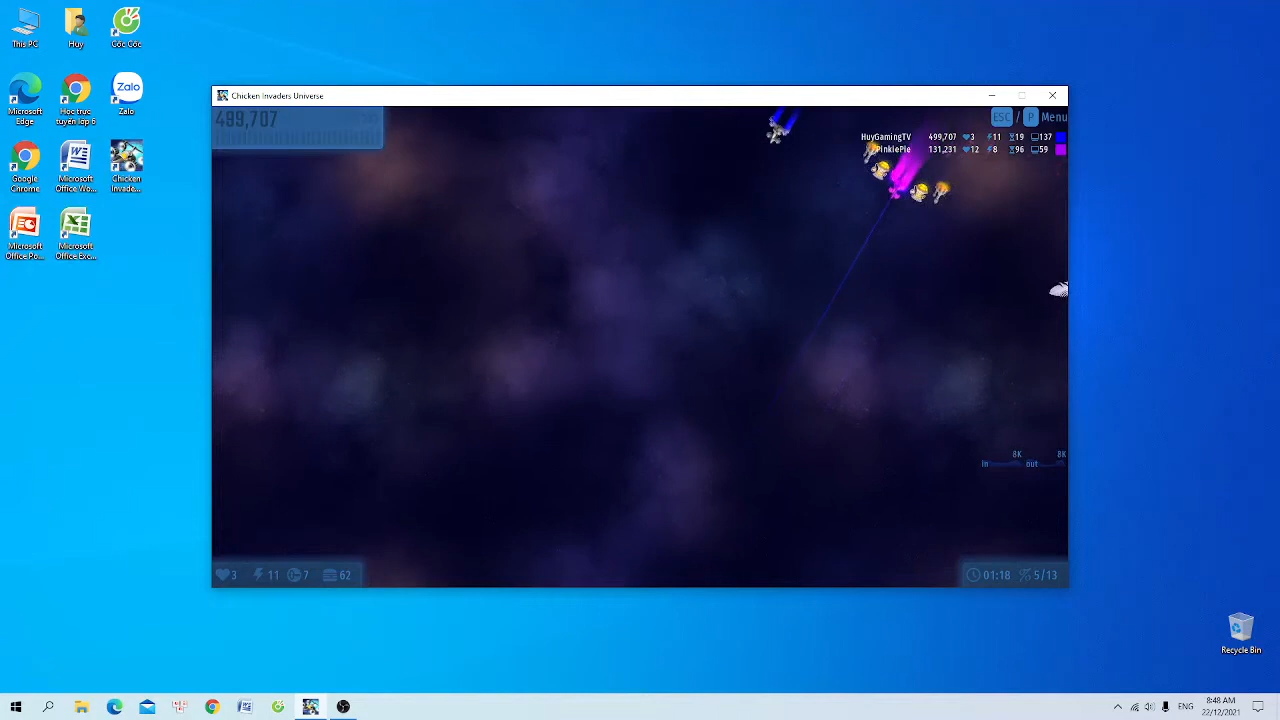 This PC
Huy
Cốc Cốc
Microsoft Edge
Học trực tuyến lớp 6
Zalo
Zalo
Google Chrome
Microsoft Office Wo...
Chicken Invade...
Microsoft Office Po...
Microsoft Office Exc...
Chicken Invaders Universe
499,707
ESC / P Menu
HuyGamingTV 499,707 3 11 19 137
PinkiePie 131,231 12 8 96 59
8K 8K
In out
3 11 7 62
01:18 5/13
Recycle Bin
ENG
8:48 AM
22/12/2021